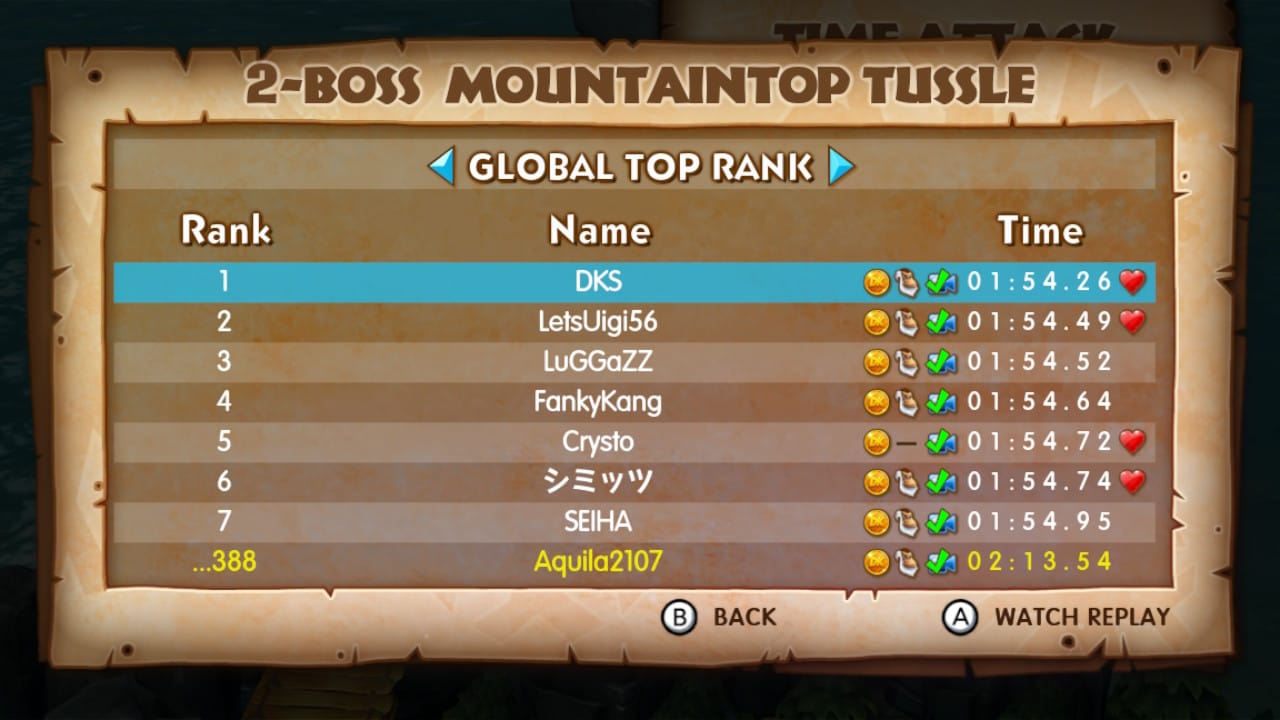 TIME ATTACK
2-BOSS MOUNTAINTOP TUSSLE
GLOBAL TOP RANK
Rank Name Time
1 DKS 01:54.26
2 LetsUigi56 01:54.49
3 LuGGaZZ 01:54.52
4 FankyKang 01:54.64
5 Crysto 01:54.72
6 シミッツ 01:54.74
7 SEIHA 01:54.95
...388 Aquila2107 02:13.54
B BACK A WATCH REPLAY